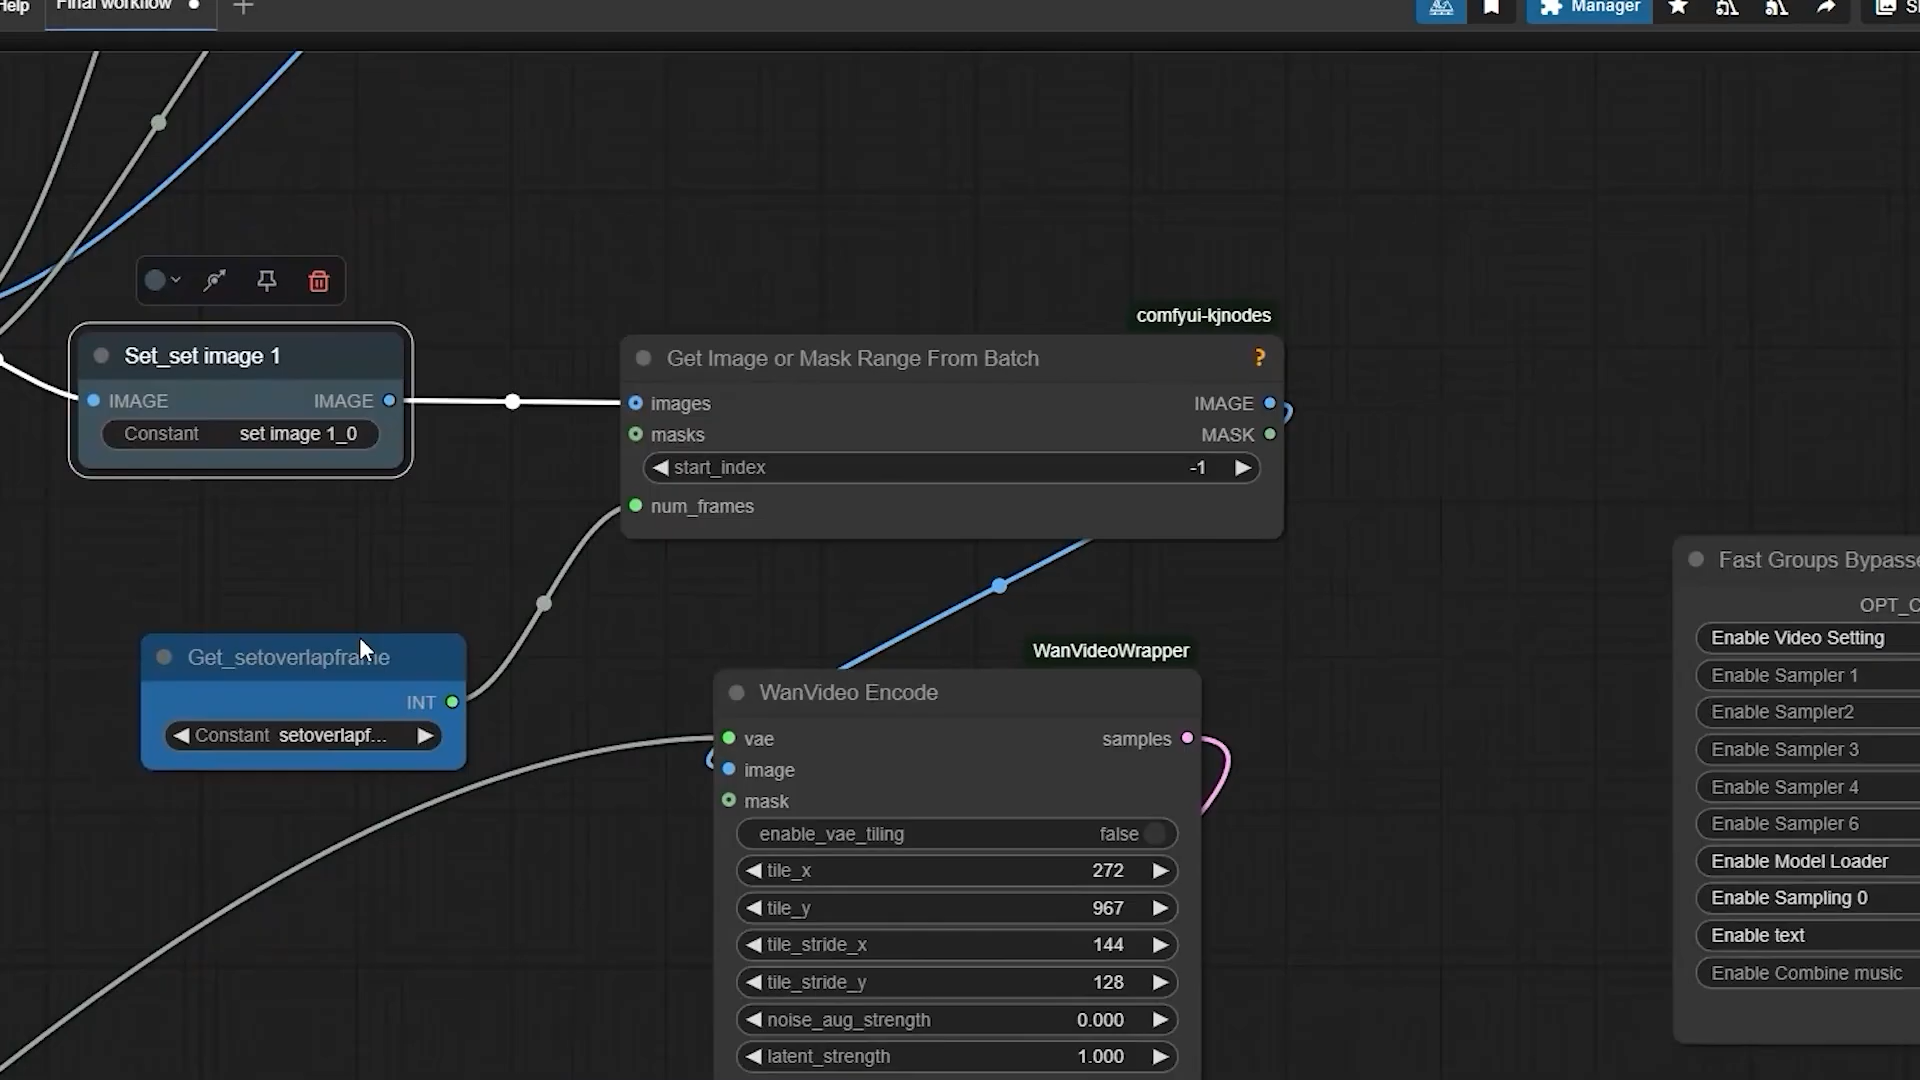 Help
Final workflow
Manager
comfyui-kjnodes
Set_set image 1
IMAGE IMAGE
Constant set image 1_0
Get Image or Mask Range From Batch ?
images IMAGE
masks MASK
start_index -1
num_frames
Get_setoverlapframe
INT
Constant setoverlapf...
WanVideoWrapper
WanVideo Encode
vae samples
image
mask
enable_vae_tiling false
tile_x 272
tile_y 967
tile_stride_x 144
tile_stride_y 128
noise_aug_strength 0.000
latent_strength 1.000
Fast Groups Bypasse
OPT_C
Enable Video Setting
Enable Sampler 1
Enable Sampler2
Enable Sampler 3
Enable Sampler 4
Enable Sampler 6
Enable Model Loader
Enable Sampling 0
Enable text
Enable Combine music